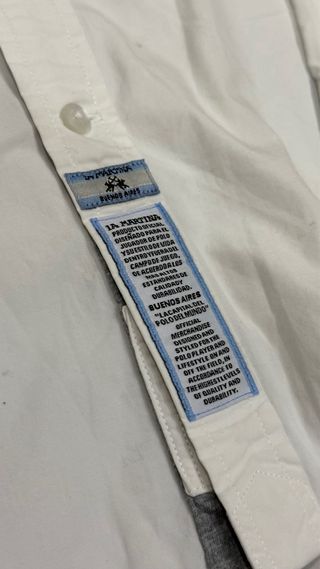 LA MARTINA
BUENOS AIRES
LA MARTINA
PRODUCTO OFICIAL
DISEÑADO PARA EL
JUGADOR DE POLO
Y SU ESTILO DE VIDA
DENTRO Y FUERA DEL
CAMPO DE JUEGO,
DE ACUERDO A LOS
MÁS ALTOS
ESTANDARES DE
CALIDAD Y
DURABILIDAD.
BUENOS AIRES
"LA CAPITAL DEL
POLO DEL MUNDO"
OFFICIAL
MERCHANDISE
DESIGNED AND
STYLED FOR THE
POLO PLAYER AND
LIFESTYLE ON AND
OFF THE FIELD, IN
ACCORDANCE TO
THE HIGHEST LEVELS
OF QUALITY AND
DURABILITY.